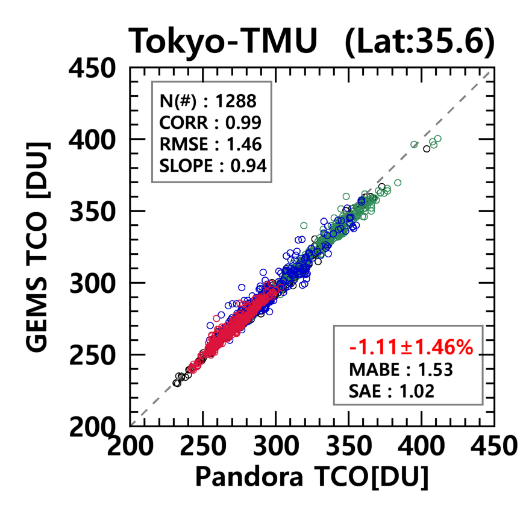 Tokyo-TMU (Lat:35.6)
450
N(#) : 1288
CORR : 0.99
RMSE : 1.46
SLOPE : 0.94
400
350
GEMS TCO [DU]
300
-1.11±1.46%
MABE : 1.53
SAE : 1.02
250
200
200 250 300 350 400 450
Pandora TCO[DU]